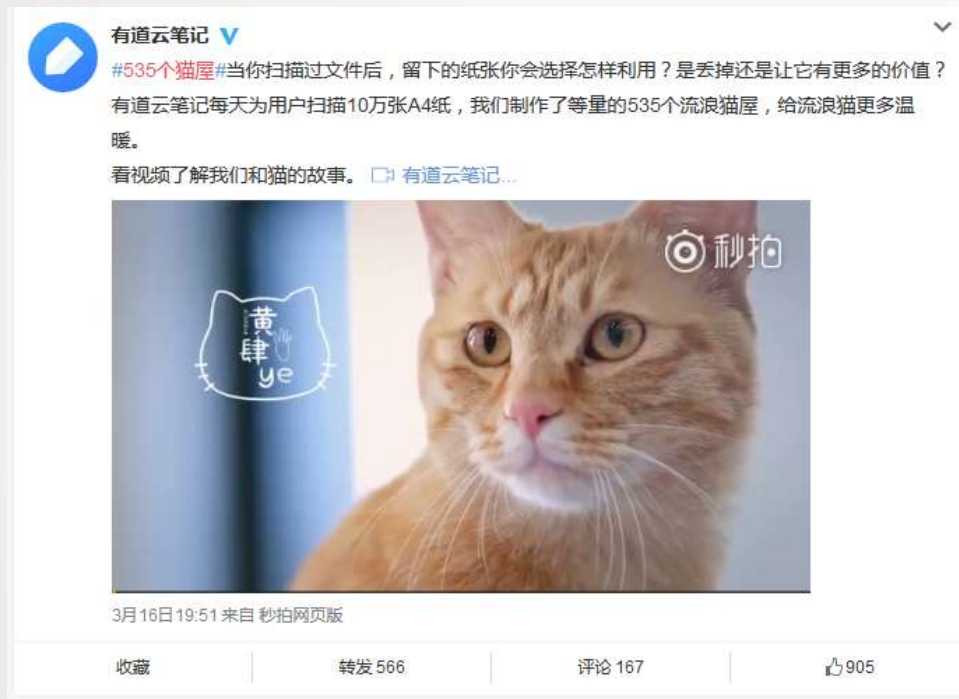 有道云笔记
#535个猫屋#当你扫描过文件后，留下的纸张你会选择怎样利用？是丢掉还是让它有更多的价值？
有道云笔记每天为用户扫描10万张A4纸，我们制作了等量的535个流浪猫屋，给流浪猫更多温
暖。
看视频了解我们和猫的故事。 有道云笔记...
秒拍
黄
肆
ye
3月16日19:51 来自 秒拍网页版
收藏 转发 566 评论 167 905